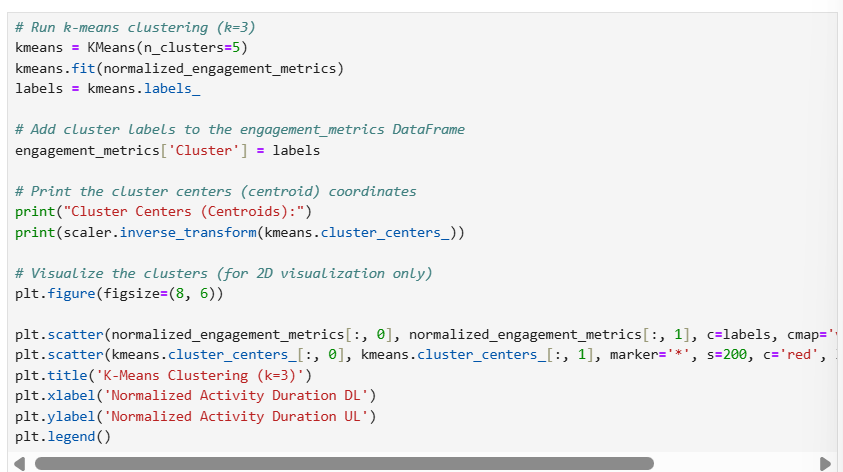 # Run k-means clustering (k=3)
kmeans = KMeans(n_clusters=5)
kmeans.fit(normalized_engagement_metrics)
labels = kmeans.labels_
# Add cluster labels to the engagement_metrics DataFrame
engagement_metrics['Cluster'] = labels
# Print the cluster centers (centroid) coordinates
print("Cluster Centers (Centroids):")
print(scaler.inverse_transform(kmeans.cluster_centers_))
# Visualize the clusters (for 2D visualization only)
plt.figure(figsize=(8, 6))
plt.scatter(normalized_engagement_metrics[:, 0], normalized_engagement_metrics[:, 1], c=labels, cmap='
plt.scatter(kmeans.cluster_centers_[:, 0], kmeans.cluster_centers_[:, 1], marker='*', s=200, c='red',
plt.title('K-Means Clustering (k=3)')
plt.xlabel('Normalized Activity Duration DL')
plt.ylabel('Normalized Activity Duration UL')
plt.legend()